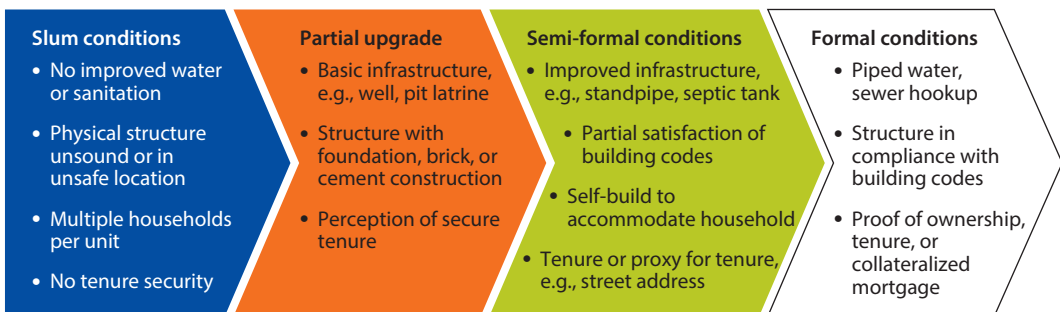 Slum conditions
• No improved water
or sanitation
• Physical structure
unsound or in
unsafe location
• Multiple households
per unit
• No tenure security
Partial upgrade
• Basic infrastructure,
e.g., well, pit latrine
• Structure with
foundation, brick, or
cement construction
• Perception of secure
tenure
Semi-formal conditions
• Improved infrastructure,
e.g., standpipe, septic tank
• Partial satisfaction of
building codes
• Self-build to
accommodate household
• Tenure or proxy for tenure,
e.g., street address
Formal conditions
• Piped water,
sewer hookup
• Structure in
compliance with
building codes
• Proof of ownership,
tenure, or
collateralized
mortgage